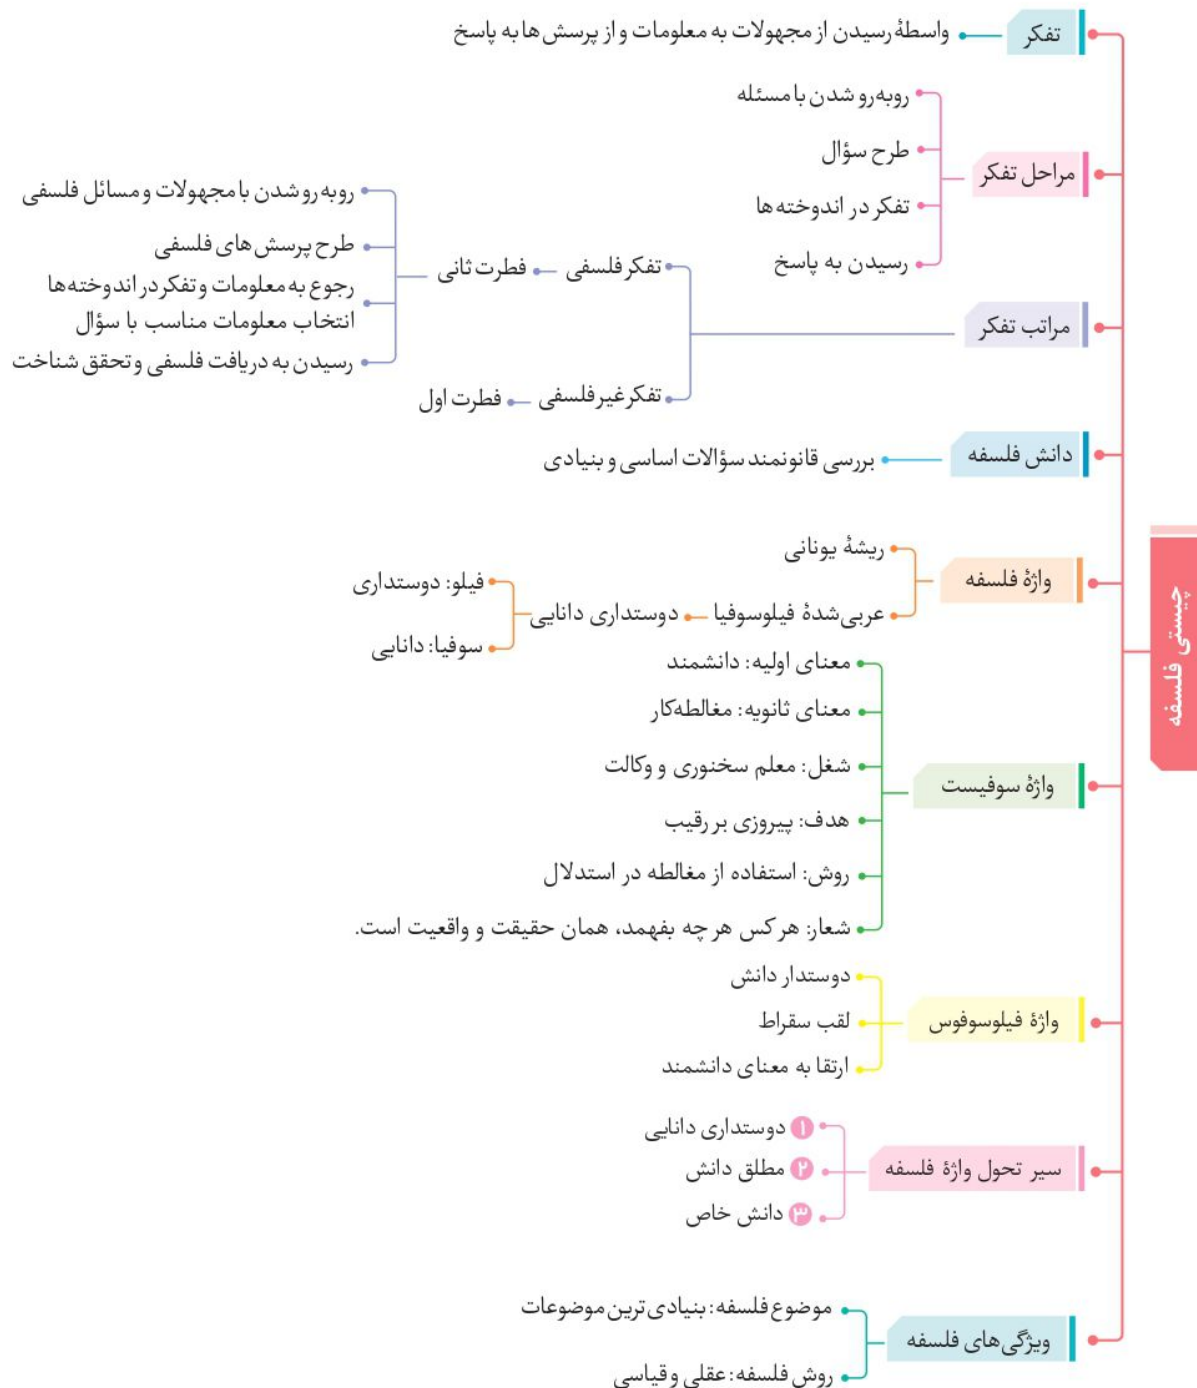 چیستی فلسفه
تفکر
واسطهٔ رسیدن از مجهولات به معلومات و از پرسش‌ها به پاسخ
مراحل تفکر
روبه‌رو شدن با مسئله
طرح سؤال
تفکر در اندوخته‌ها
رسیدن به پاسخ
مراتب تفکر
تفکر فلسفی
فطرت ثانی
روبه‌رو شدن با مجهولات و مسائل فلسفی
طرح پرسش‌های فلسفی
رجوع به معلومات و تفکر در اندوخته‌ها
انتخاب معلومات مناسب با سؤال
رسیدن به دریافت فلسفی و تحقق شناخت
تفکر غیرفلسفی
فطرت اول
دانش فلسفه
بررسی قانونمند سؤالات اساسی و بنیادی
واژهٔ فلسفه
ریشهٔ یونانی
عربی‌شدهٔ فیلوسوفیا
دوستداری دانایی
فیلو: دوستداری
سوفیا: دانایی
واژهٔ سوفیست
معنای اولیه: دانشمند
معنای ثانویه: مغالطه‌کار
شغل: معلم سخنوری و وکالت
هدف: پیروزی بر رقیب
روش: استفاده از مغالطه در استدلال
شعار: هر کس هر چه بفهمد، همان حقیقت و واقعیت است.
واژهٔ فیلوسوفوس
دوستدار دانش
لقب سقراط
ارتقا به معنای دانشمند
سیر تحول واژهٔ فلسفه
۱ دوستداری دانایی
۲ مطلق دانش
۳ دانش خاص
ویژگی‌های فلسفه
موضوع فلسفه: بنیادی‌ترین موضوعات
روش فلسفه: عقلی و قیاسی